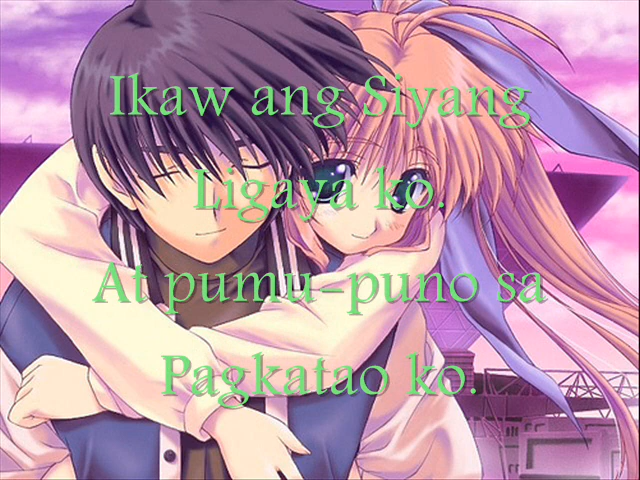 Ikaw ang Siyang
Ligaya ko.
At pumu-puno sa
Pagkatao ko.